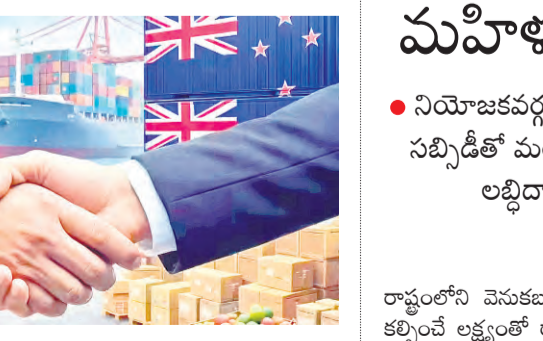 మహిళ
• నియోజకవర్గ
సబ్సిడీతో మ
లబ్ధిదా
రాష్ట్రంలోని వెనుకబ
కల్పించే లక్ష్యంతో ర